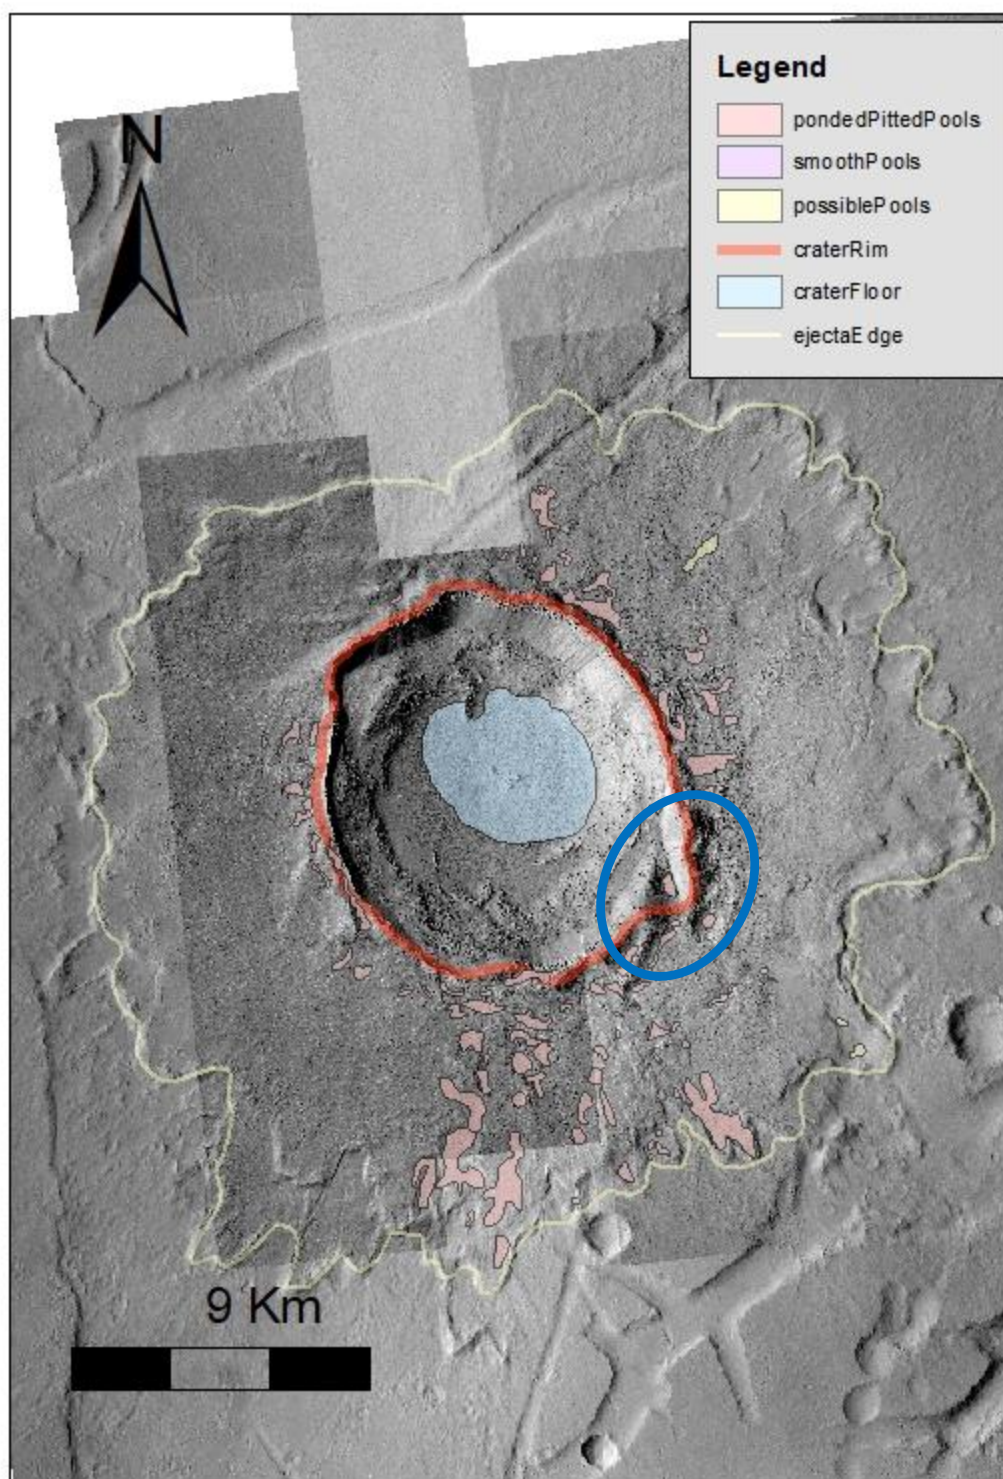 Legend
pondedPittedPools
smoothPools
possiblePools
craterRim
craterFloor
ejectaEdge
N
9 Km